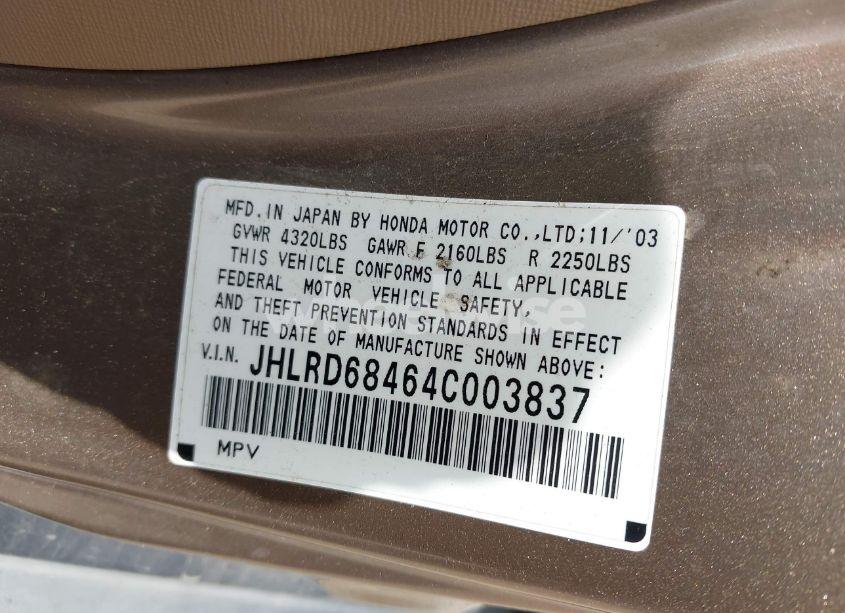 MFD. IN JAPAN BY HONDA MOTOR CO.,LTD;11/'03
GVWR 4320LBS GAWR F 2160LBS R 2250LBS
THIS VEHICLE CONFORMS TO ALL APPLICABLE
FEDERAL MOTOR VEHICLE SAFETY,
AND THEFT PREVENTION STANDARDS IN EFFECT
ON THE DATE OF MANUFACTURE SHOWN ABOVE:
V.I.N. JHLRD68464C003837
MPV